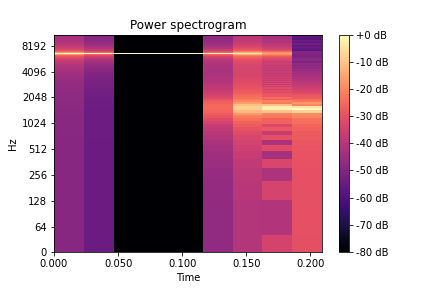 Power spectrogram
8192
4096
2048
1024
512
256
128
64
0
Hz
0.000 0.050 0.100 0.150 0.200
Time
+0 dB
-10 dB
-20 dB
-30 dB
-40 dB
-50 dB
-60 dB
-70 dB
-80 dB